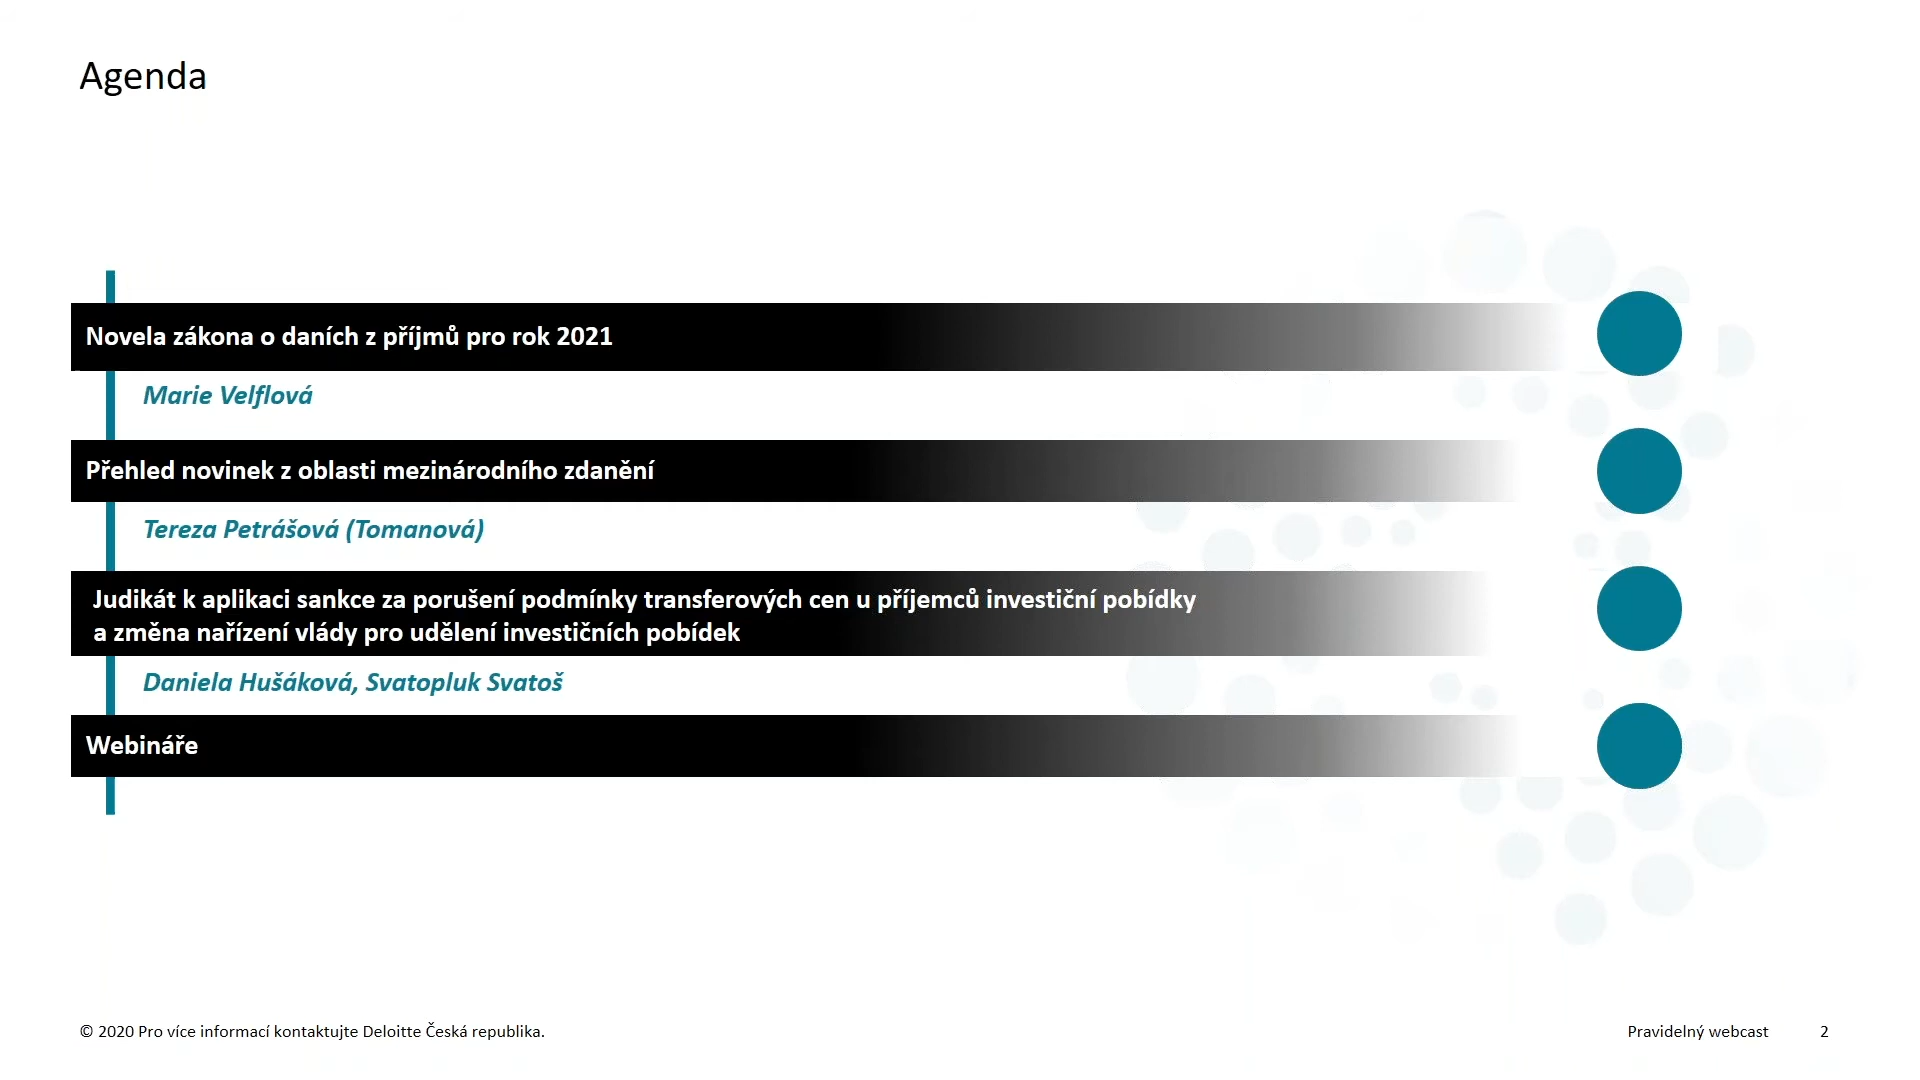 Agenda
Novela zákona o daních z příjmů pro rok 2021
Marie Velflová
Přehled novinek z oblasti mezinárodního zdanění
Tereza Petrášová (Tomanová)
Judikát k aplikaci sankce za porušení podmínky transferových cen u příjemců investiční pobídky
a změna nařízení vlády pro udělení investičních pobídek
Daniela Hušáková, Svatopluk Svatoš
Webináře
© 2020 Pro více informací kontaktujte Deloitte Česká republika.
Pravidelný webcast 2